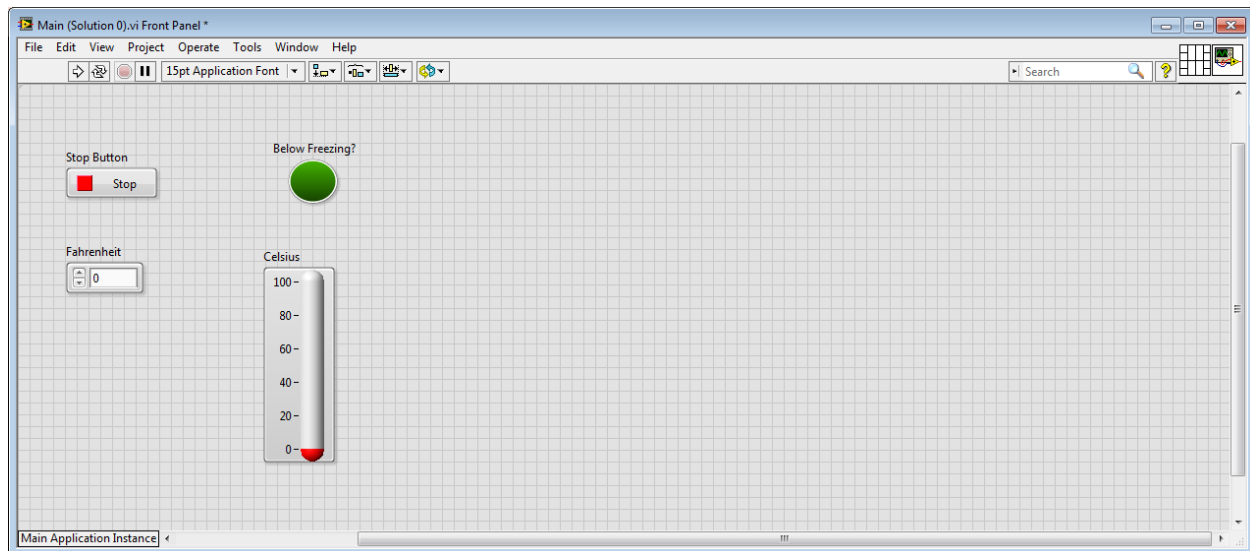 Main (Solution 0).vi Front Panel *
File Edit View Project Operate Tools Window Help
15pt Application Font
Search
?
Below Freezing?
Stop Button
Stop
Fahrenheit
0
Celsius
100
80
60
40
20
0
Main Application Instance